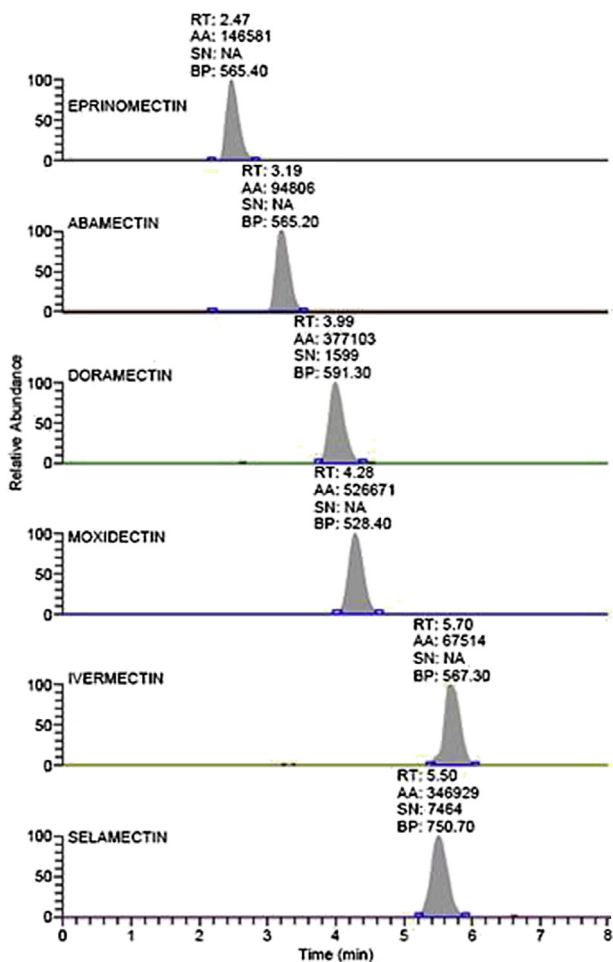 RT: 2.47
AA: 146581
SN: NA
BP: 565.40
100
EPRINOMECTIN
50
0
RT: 3.19
AA: 94806
SN: NA
BP: 565.20
100
ABAMECTIN
50
0
RT: 3.99
AA: 377103
SN: 1599
BP: 591.30
100
DORAMECTIN
50
0
RT: 4.28
AA: 526671
SN: NA
BP: 528.40
100
MOXIDECTIN
50
0
RT: 5.70
AA: 67514
SN: NA
BP: 567.30
100
IVERMECTIN
50
0
RT: 5.50
AA: 346929
SN: 7464
BP: 750.70
100
SELAMECTIN
50
0
Relative Abundance
0 1 2 3 4 5 6 7 8
Time (min)